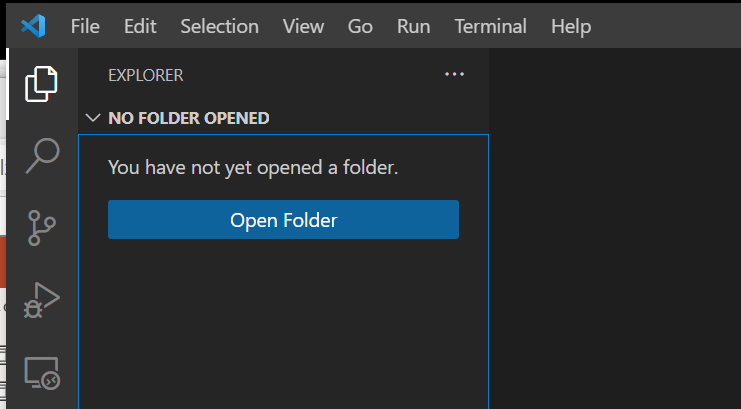 File Edit Selection View Go Run Terminal Help
EXPLORER
NO FOLDER OPENED
You have not yet opened a folder.
Open Folder